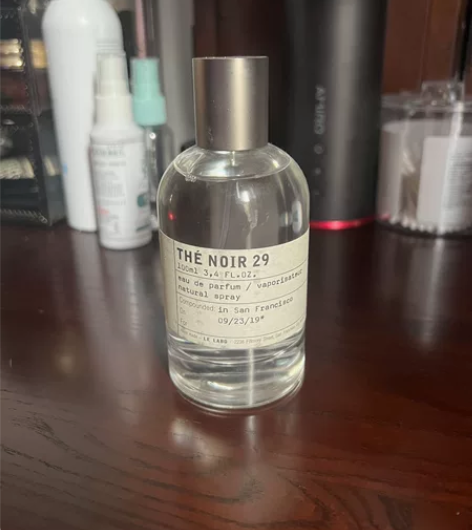 THÉ NOIR 29
100ml 3,4 FL.OZ.
eau de parfum / vaporisateur
natural spray
Compounded in San Francisco
09/23/19*
LE LABO